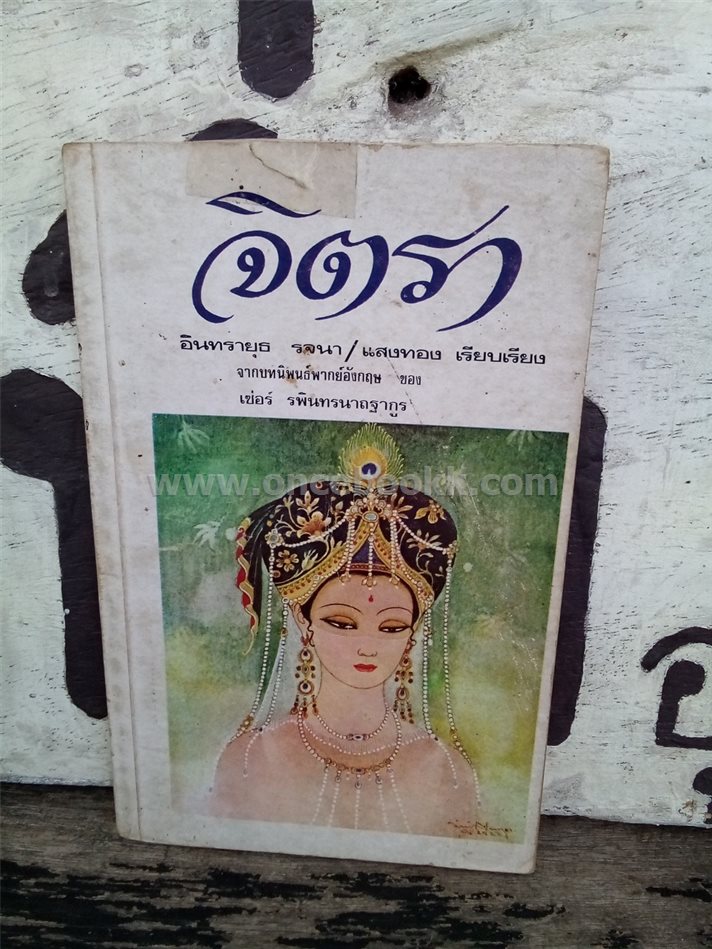 จิตรา
อินทรายุธ รจนา / แสงทอง เรียบเรียง
จากบทนิพนธ์พากย์อังกฤษ ของ
เซ่อร์ รพินทรนาถฐากูร
www.oncebookk.com